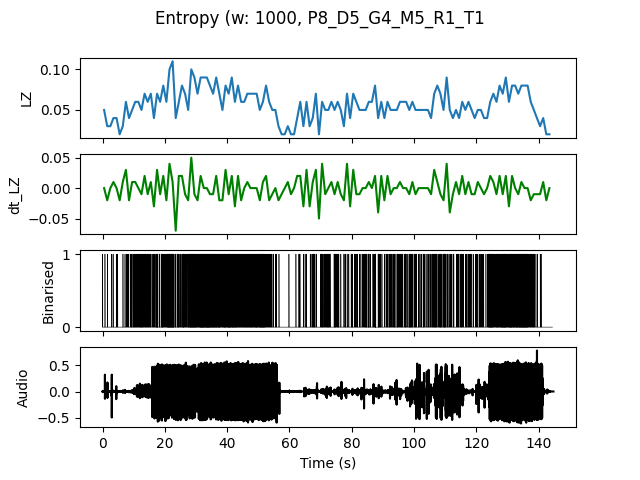 Entropy (w: 1000, P8_D5_G4_M5_R1_T1
LZ
0.10
0.05
dt_LZ
0.05
0.00
−0.05
Binarised
1
0
Audio
0.5
0.0
−0.5
0 20 40 60 80 100 120 140
Time (s)